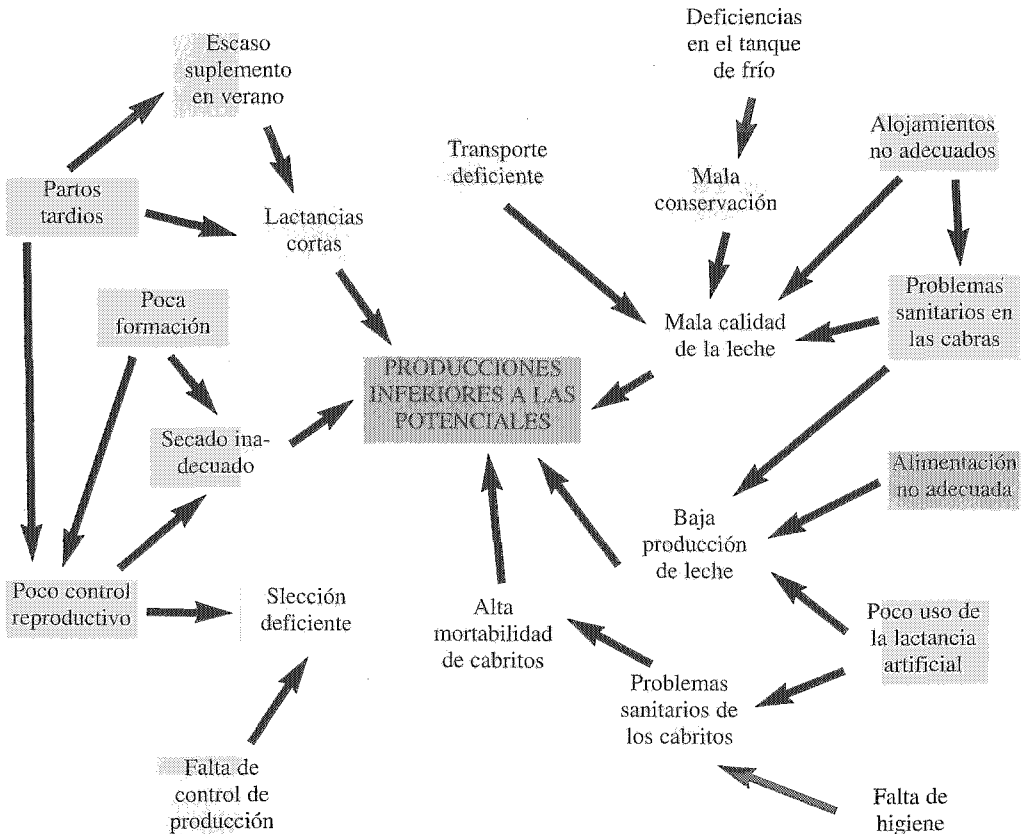 Deficiencias
en el tanque
de frío
Escaso
suplemento
en verano
Alojamientos
no adecuados
Transporte
deficiente
Mala
conservación
Partos
tardios
Lactancias
cortas
Problemas
sanitarios en
las cabras
Poca
formación
Mala calidad
de la leche
PRODUCCIONES
INFERIORES A LAS
POTENCIALES
Secado ina-
decuado
Alimentación
no adecuada
Baja
producción
de leche
Poco control
reproductivo
Slección
deficiente
Alta
mortabilidad
de cabritos
Poco uso de
la lactancia
artificial
Problemas
sanitarios de
los cabritos
Falta de
control de
producción
Falta de
higiene